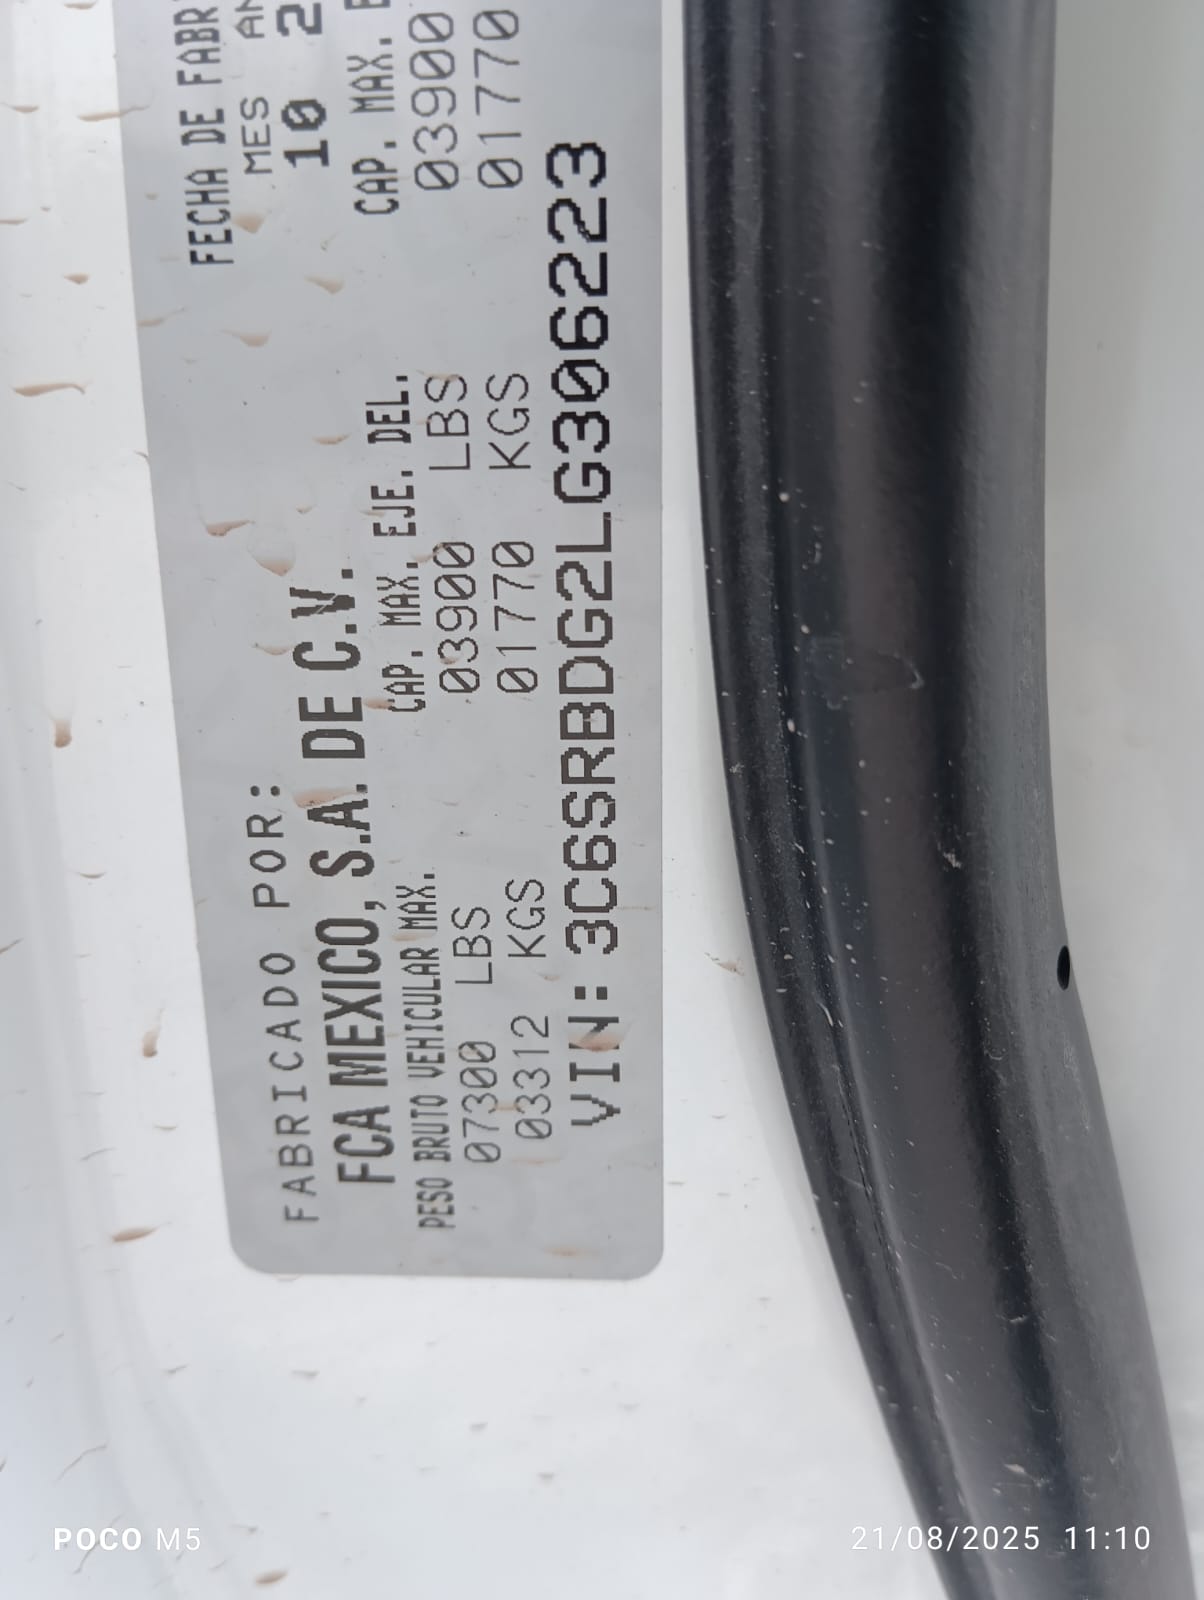 FABRICADO POR:
FCA MEXICO, S.A. DE C.V.
FECHA DE FABR
MES AN
10 2
PESO BRUTO VEHICULAR MAX.
07300 LBS
03312 KGS
CAP. MAX. EJE. DEL.
03900 LBS
01770 KGS
CAP. MAX. E
03900
01770
VIN: 3C6SRBDG2LG306223
POCO M5
21/08/2025 11:10